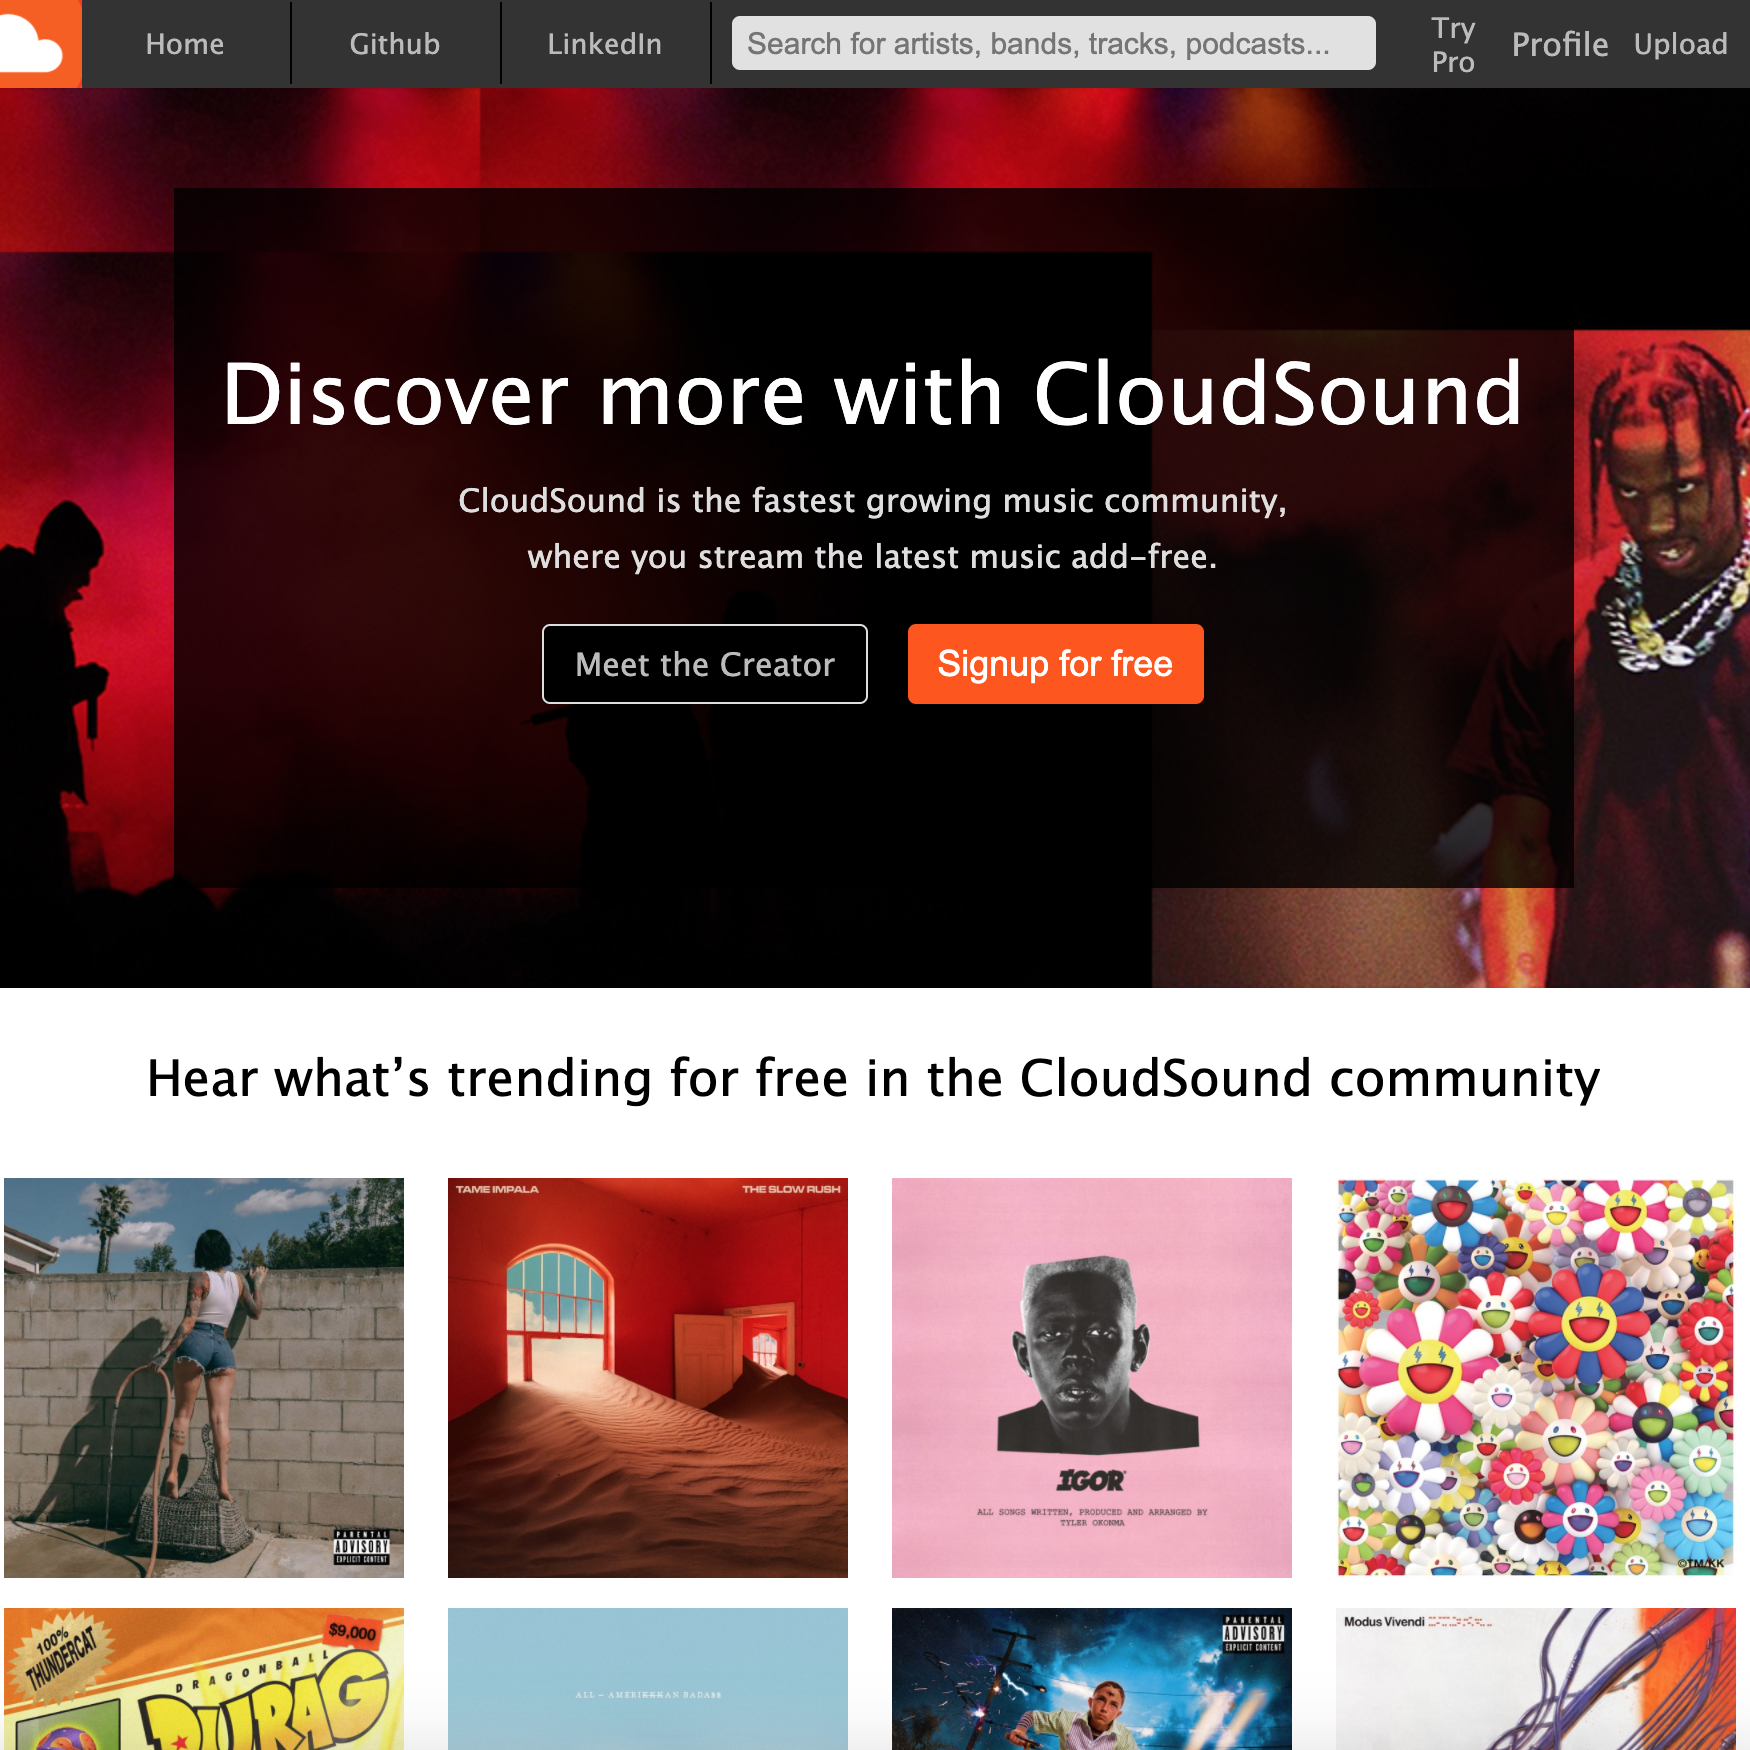 Home
Github
LinkedIn
Search for artists, bands, tracks, podcasts...
Try
Pro
Profile
Upload
Discover more with CloudSound
CloudSound is the fastest growing music community,
where you stream the latest music add-free.
Meet the Creator
Signup for free
Hear what’s trending for free in the CloudSound community
PARENTAL
ADVISORY
EXPLICIT CONTENT
TAME IMPALA
THE SLOW RUSH
IGOR
ALL SONGS WRITTEN, PRODUCED AND ARRANGED BY
TYLER OKONMA
©TM/KK
100%
THUNDERCAT
$9,000
DRAGONBALL
DURAG
ALL – AMERIKKKAN BADA$$
PARENTAL
ADVISORY
EXPLICIT CONTENT
Modus Vivendi